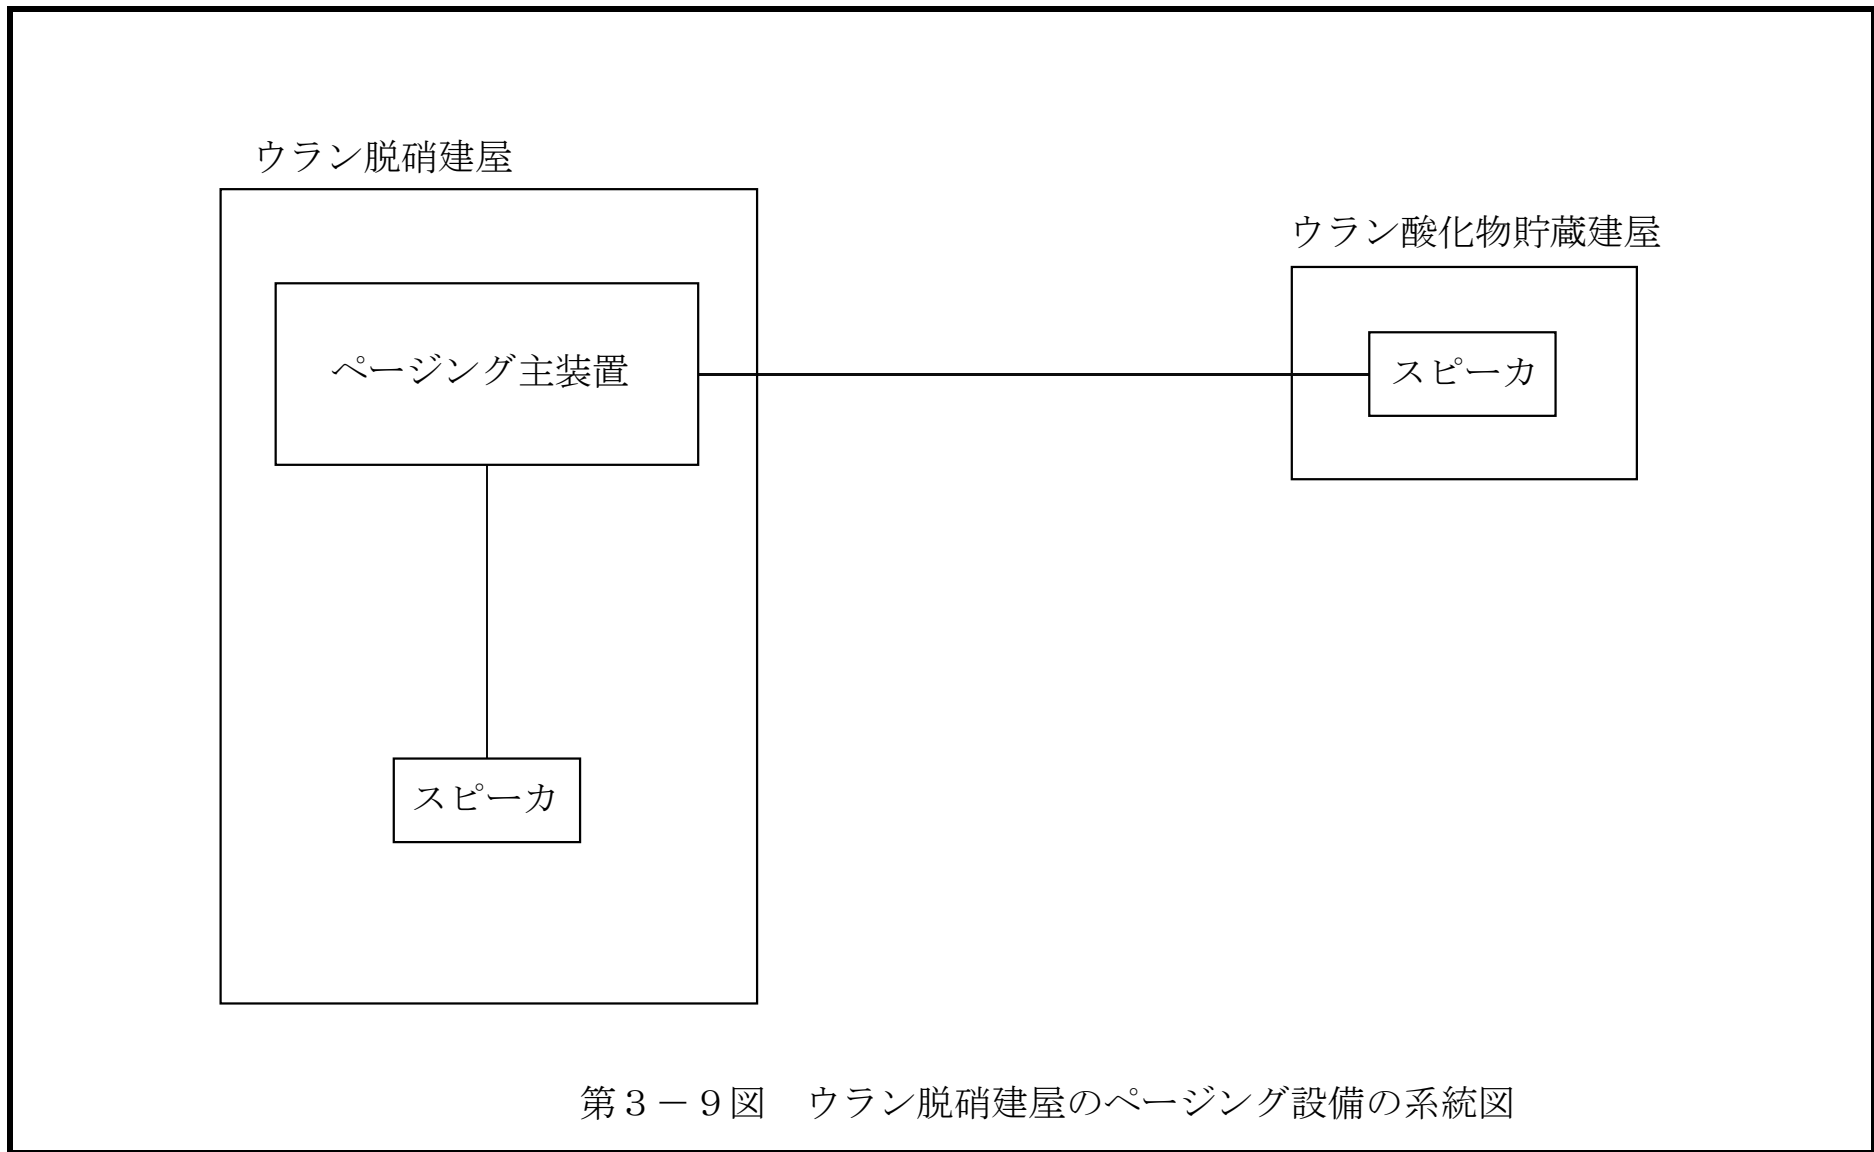 ウラン脱硝建屋
ウラン酸化物貯蔵建屋
ページング主装置
スピーカ
スピーカ
第３－９図　ウラン脱硝建屋のページング設備の系統図